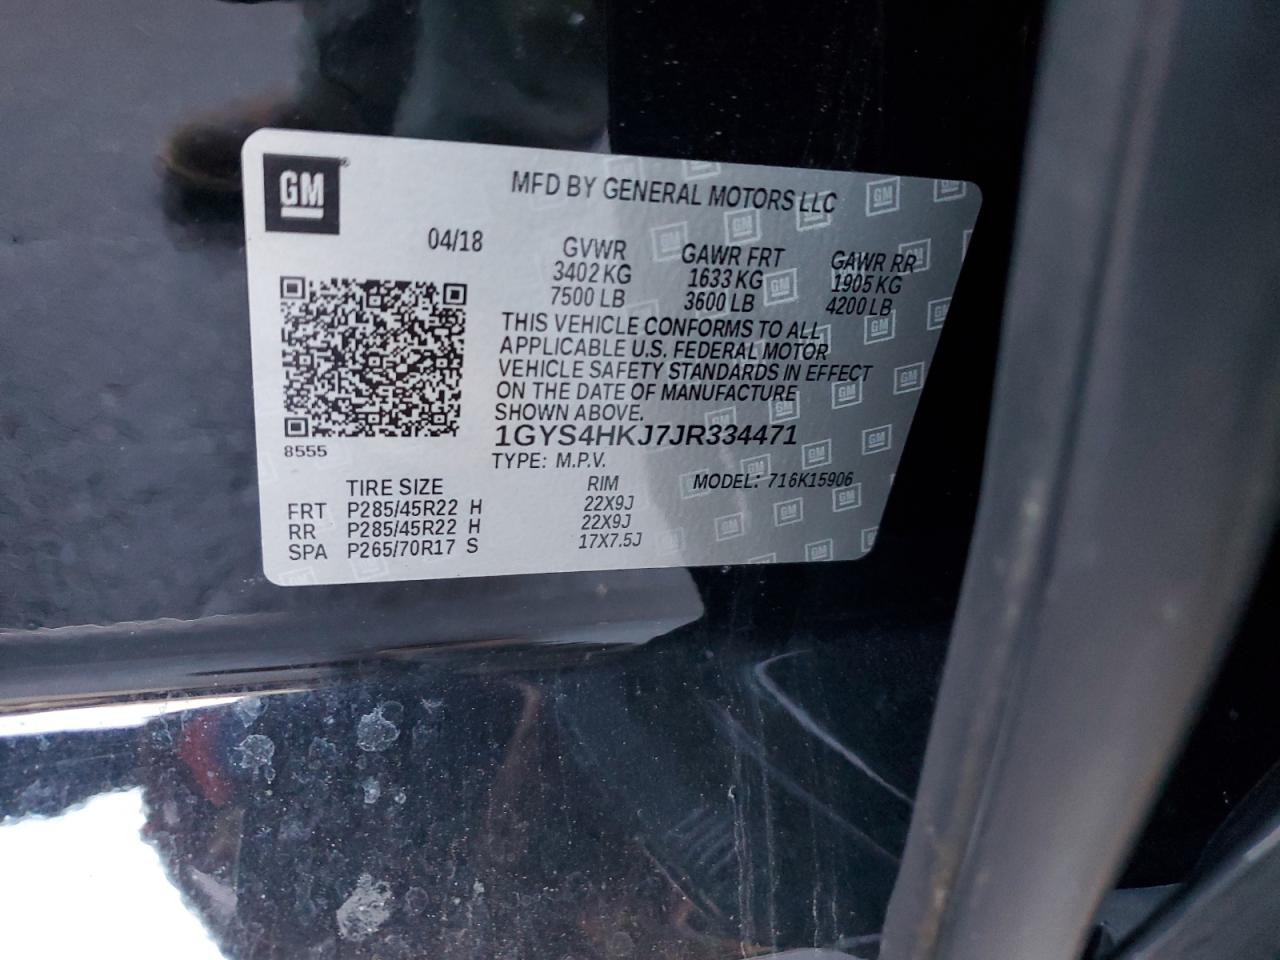 GM
MFD BY GENERAL MOTORS LLC
04/18
GVWR GAWR FRT GAWR RR
3402 KG 1633 KG 1905 KG
7500 LB 3600 LB 4200 LB
THIS VEHICLE CONFORMS TO ALL
APPLICABLE U.S. FEDERAL MOTOR
VEHICLE SAFETY STANDARDS IN EFFECT
ON THE DATE OF MANUFACTURE
SHOWN ABOVE.
8555
1GYS4HKJ7JR334471
TYPE: M.P.V.
MODEL: 716K15906
TIRE SIZE RIM
FRT P285/45R22 H 22X9J
RR P285/45R22 H 22X9J
SPA P265/70R17 S 17X7.5J